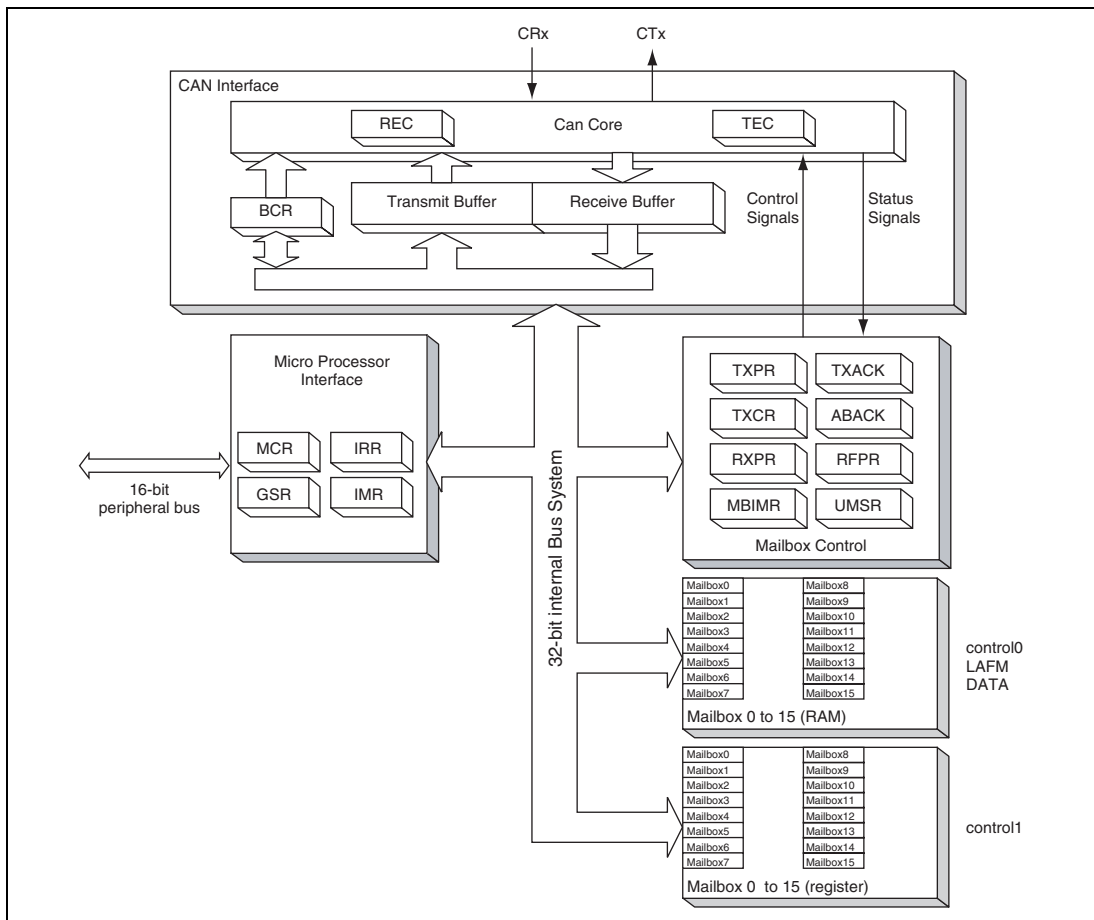 CRx
CTx
CAN Interface
REC
Can Core
TEC
BCR
Transmit Buffer
Receive Buffer
Control
Signals
Status
Signals
Micro Processor
Interface
MCR
IRR
GSR
IMR
16-bit
peripheral bus
32-bit internal Bus System
TXPR
TXACK
TXCR
ABACK
RXPR
RFPR
MBIMR
UMSR
Mailbox Control
Mailbox0
Mailbox1
Mailbox2
Mailbox3
Mailbox4
Mailbox5
Mailbox6
Mailbox7
Mailbox8
Mailbox9
Mailbox10
Mailbox11
Mailbox12
Mailbox13
Mailbox14
Mailbox15
Mailbox 0 to 15 (RAM)
control0
LAFM
DATA
Mailbox0
Mailbox1
Mailbox2
Mailbox3
Mailbox4
Mailbox5
Mailbox6
Mailbox7
Mailbox8
Mailbox9
Mailbox10
Mailbox11
Mailbox12
Mailbox13
Mailbox14
Mailbox15
Mailbox 0 to 15 (register)
control1